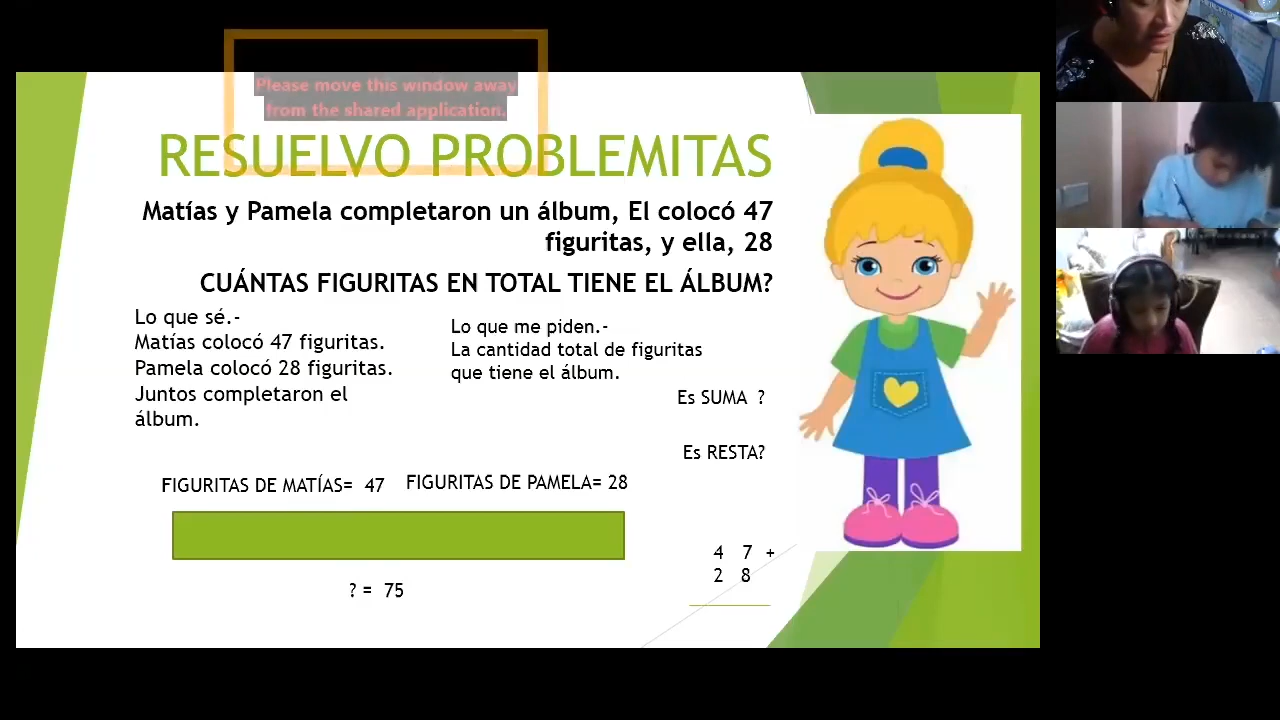 Please move this window away
from the shared application.
RESUELVO PROBLEMITAS
Matías y Pamela completaron un álbum, El colocó 47
figuritas, y ella, 28
CUÁNTAS FIGURITAS EN TOTAL TIENE EL ÁLBUM?
Lo que sé.-
Matías colocó 47 figuritas.
Pamela colocó 28 figuritas.
Juntos completaron el
álbum.
Lo que me piden.-
La cantidad total de figuritas
que tiene el álbum.
Es SUMA ?
Es RESTA?
FIGURITAS DE MATÍAS= 47
FIGURITAS DE PAMELA= 28
? = 75
4 7 +
2 8